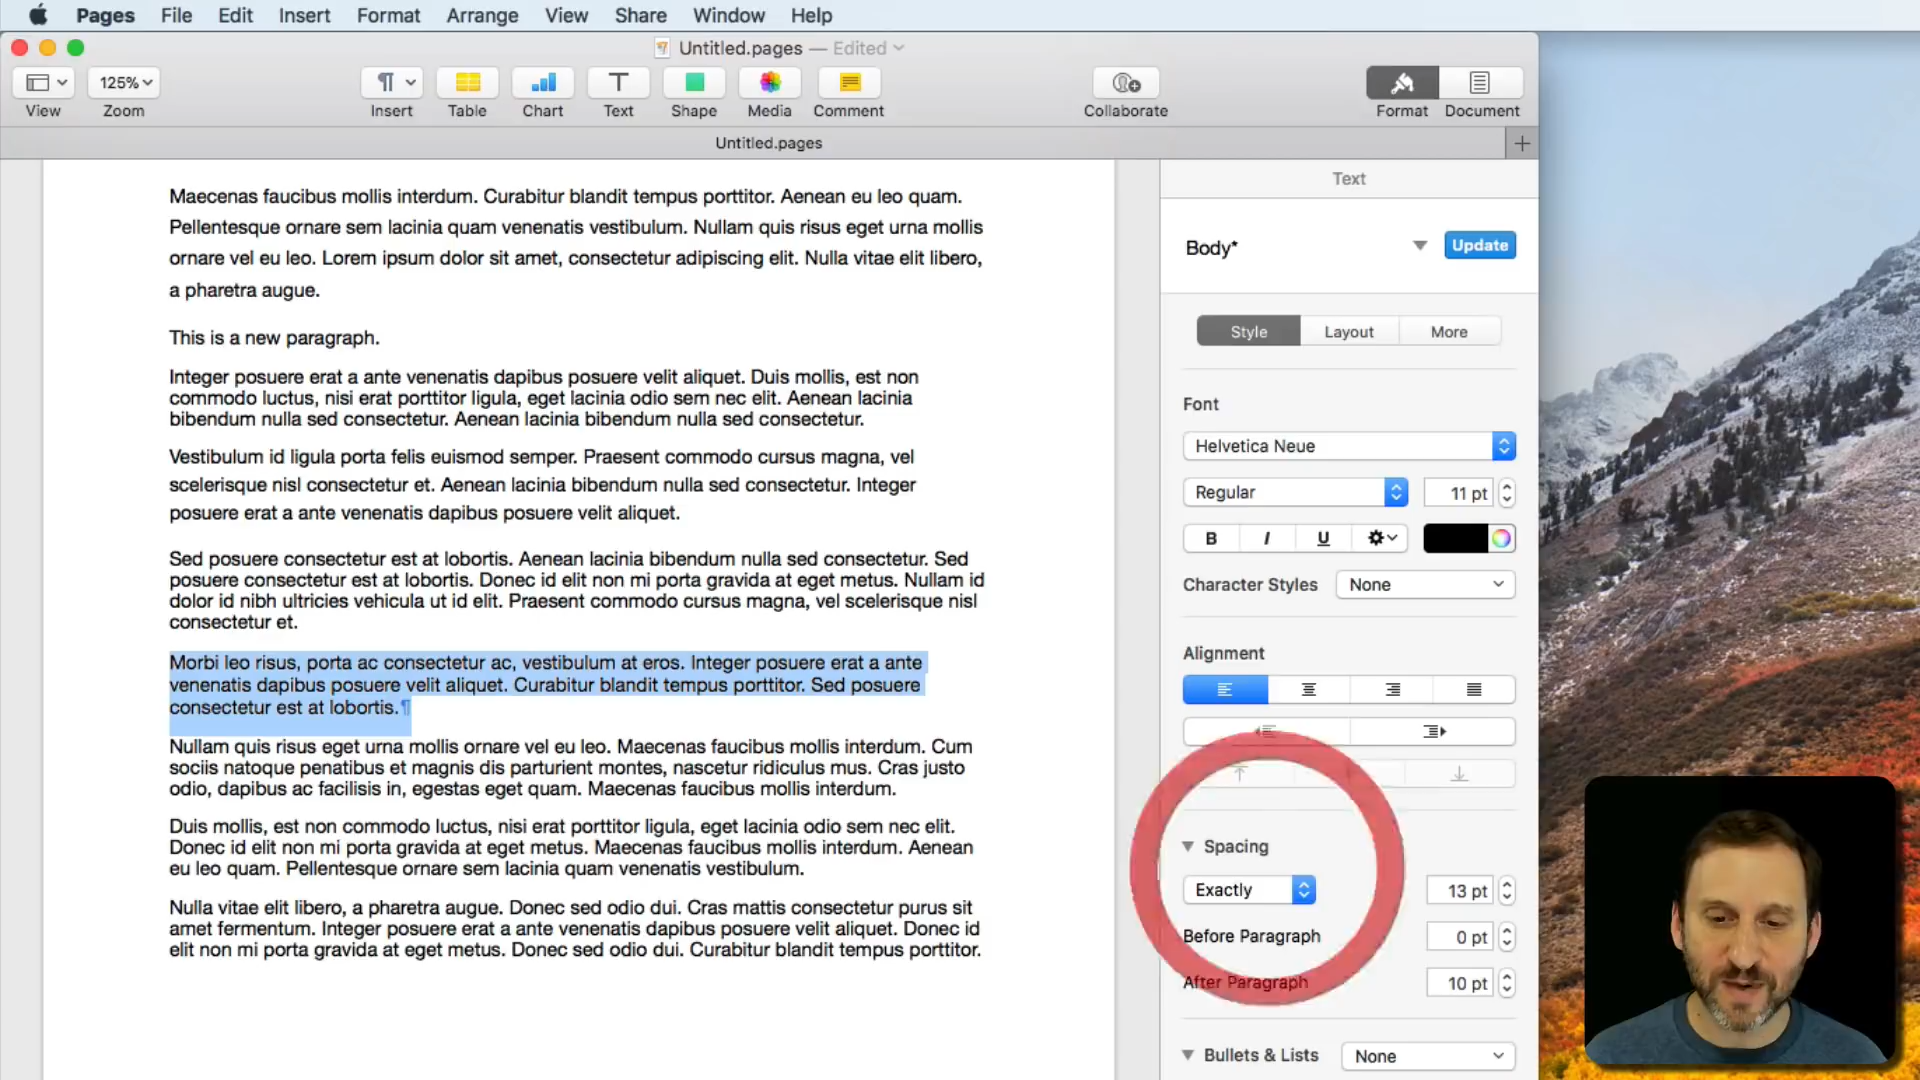 Pages File Edit Insert Format Arrange View Share Window Help
Untitled.pages — Edited
125%
View Zoom Insert Table Chart Text Shape Media Comment Collaborate Format Document
Untitled.pages
Maecenas faucibus mollis interdum. Curabitur blandit tempus porttitor. Aenean eu leo quam.
Pellentesque ornare sem lacinia quam venenatis vestibulum. Nullam quis risus eget urna mollis
ornare vel eu leo. Lorem ipsum dolor sit amet, consectetur adipiscing elit. Nulla vitae elit libero,
a pharetra augue.
This is a new paragraph.
Integer posuere erat a ante venenatis dapibus posuere velit aliquet. Duis mollis, est non
commodo luctus, nisi erat porttitor ligula, eget lacinia odio sem nec elit. Aenean lacinia
bibendum nulla sed consectetur. Aenean lacinia bibendum nulla sed consectetur.
Vestibulum id ligula porta felis euismod semper. Praesent commodo cursus magna, vel
scelerisque nisl consectetur et. Aenean lacinia bibendum nulla sed consectetur. Integer
posuere erat a ante venenatis dapibus posuere velit aliquet.
Sed posuere consectetur est at lobortis. Aenean lacinia bibendum nulla sed consectetur. Sed
posuere consectetur est at lobortis. Donec id elit non mi porta gravida at eget metus. Nullam id
dolor id nibh ultricies vehicula ut id elit. Praesent commodo cursus magna, vel scelerisque nisl
consectetur et.
Morbi leo risus, porta ac consectetur ac, vestibulum at eros. Integer posuere erat a ante
venenatis dapibus posuere velit aliquet. Curabitur blandit tempus porttitor. Sed posuere
consectetur est at lobortis.¶
Nullam quis risus eget urna mollis ornare vel eu leo. Maecenas faucibus mollis interdum. Cum
sociis natoque penatibus et magnis dis parturient montes, nascetur ridiculus mus. Cras justo
odio, dapibus ac facilisis in, egestas eget quam. Maecenas faucibus mollis interdum.
Duis mollis, est non commodo luctus, nisi erat porttitor ligula, eget lacinia odio sem nec elit.
Donec id elit non mi porta gravida at eget metus. Maecenas faucibus mollis interdum. Aenean
eu leo quam. Pellentesque ornare sem lacinia quam venenatis vestibulum.
Nulla vitae elit libero, a pharetra augue. Donec sed odio dui. Cras mattis consectetur purus sit
amet fermentum. Integer posuere erat a ante venenatis dapibus posuere velit aliquet. Donec id
elit non mi porta gravida at eget metus. Donec sed odio dui. Curabitur blandit tempus porttitor.
Text
Body* Update
Style Layout More
Font
Helvetica Neue
Regular 11 pt
B I U
Character Styles None
Alignment
Spacing
Exactly 13 pt
Before Paragraph 0 pt
After Paragraph 10 pt
Bullets & Lists None